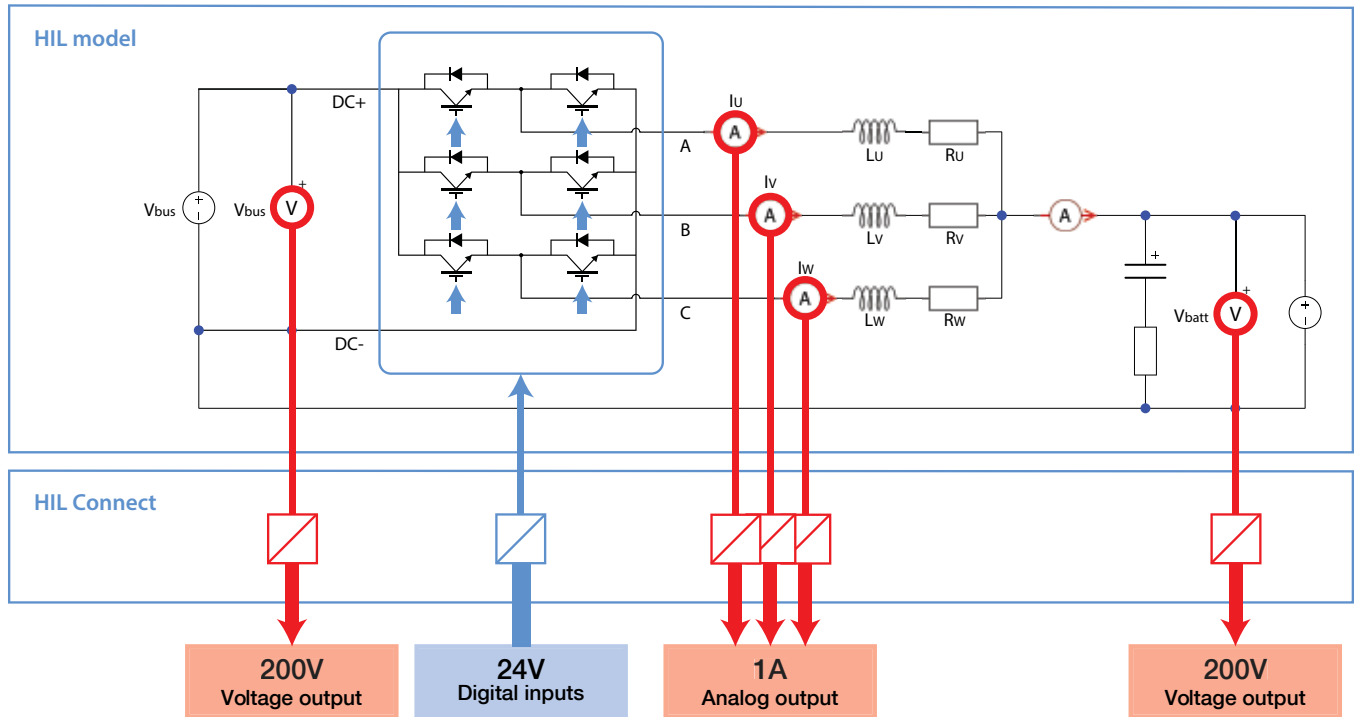 HIL model
DC+
Vbus
Vbus
+
V
+
DC-
A
B
C
IU
A
IV
A
IW
A
LU
RU
LV
RV
LW
RW
A
+
Vbatt
+
V
+
HIL Connect
200V
Voltage output
24V
Digital inputs
1A
Analog output
200V
Voltage output